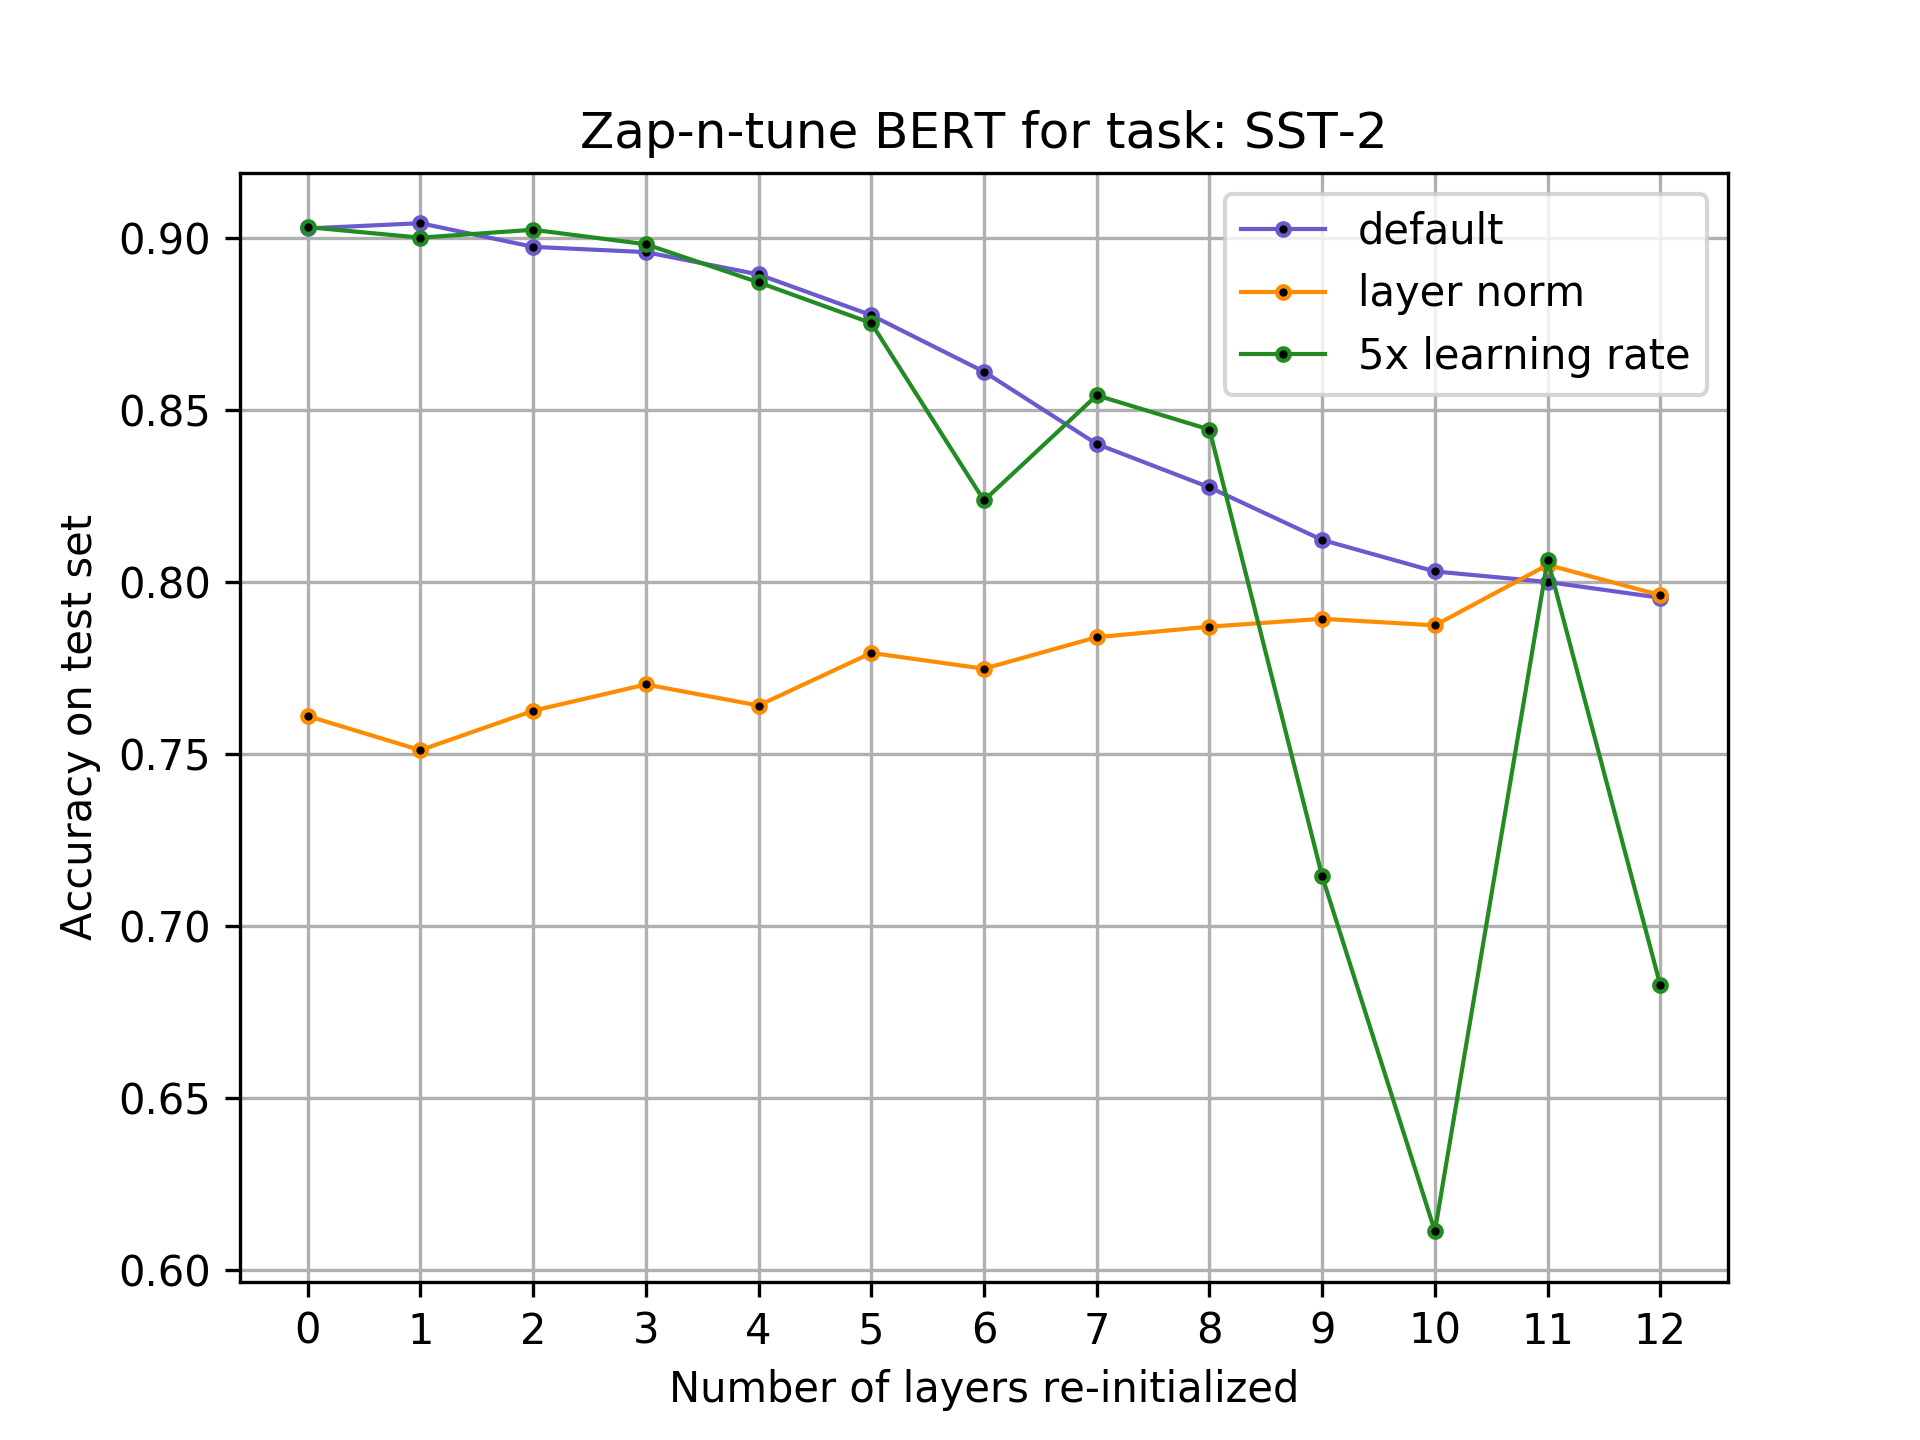 Zap-n-tune BERT for task: SST-2
default
layer norm
5x learning rate
Accuracy on test set
0.90
0.85
0.80
0.75
0.70
0.65
0.60
0 1 2 3 4 5 6 7 8 9 10 11 12
Number of layers re-initialized